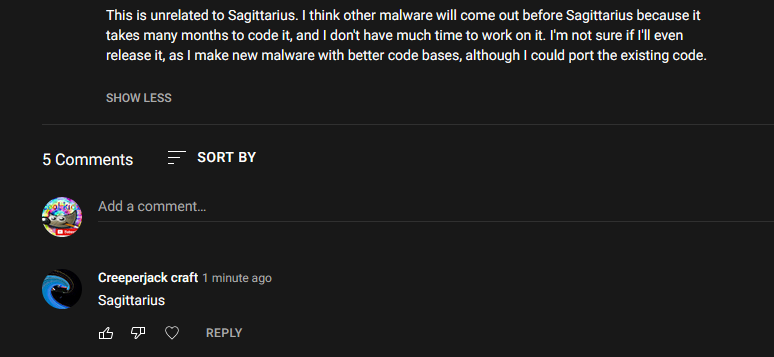 This is unrelated to Sagittarius. I think other malware will come out before Sagittarius because it
takes many months to code it, and I don't have much time to work on it. I'm not sure if I'll even
release it, as I make new malware with better code bases, although I could port the existing code.
SHOW LESS
5 Comments SORT BY
Add a comment...
Creeperjack craft 1 minute ago
Sagittarius
REPLY